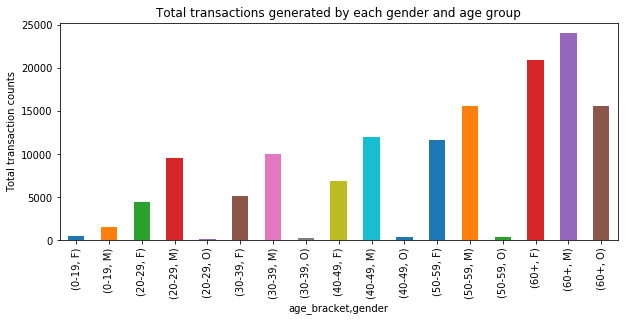 Total transactions generated by each gender and age group
Total transaction counts
25000
20000
15000
10000
5000
0
(0-19, F)
(0-19, M)
(20-29, F)
(20-29, M)
(20-29, O)
(30-39, F)
(30-39, M)
(30-39, O)
(40-49, F)
(40-49, M)
(40-49, O)
(50-59, F)
(50-59, M)
(50-59, O)
(60+, F)
(60+, M)
(60+, O)
age_bracket,gender